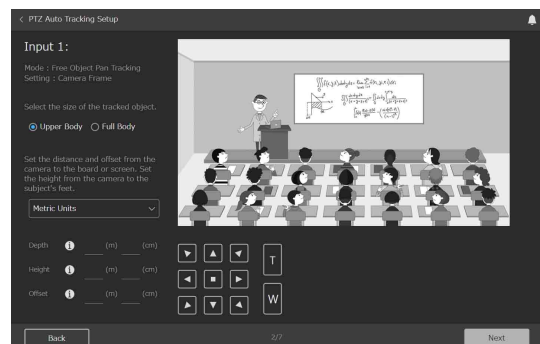 < PTZ Auto Tracking Setup
Input 1:
Mode : Free Object Pan Tracking
Setting : Camera Frame
Select the size of the tracked object.
Upper Body Full Body
Set the distance and offset from the
camera to the board or screen. Set
the height from the camera to the
subject's feet.
Metric Units
Depth (m) (cm)
Height (m) (cm)
Offset (m) (cm)
T
W
Back 2/7 Next